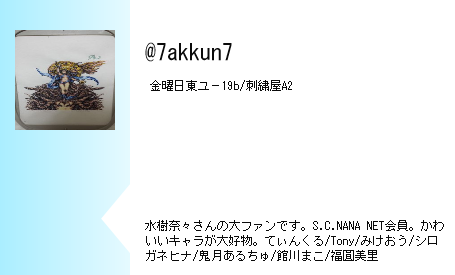 @7akkun7
金曜日東ユ－19b/刺繍屋A2
水樹奈々さんの大ファンです。S.C.NANA NET会員。かわ
いいキャラが大好物。てぃんくる/Tony/みけおう/シロ
ガネヒナ/鬼月あるちゅ/館川まこ/福圓美里